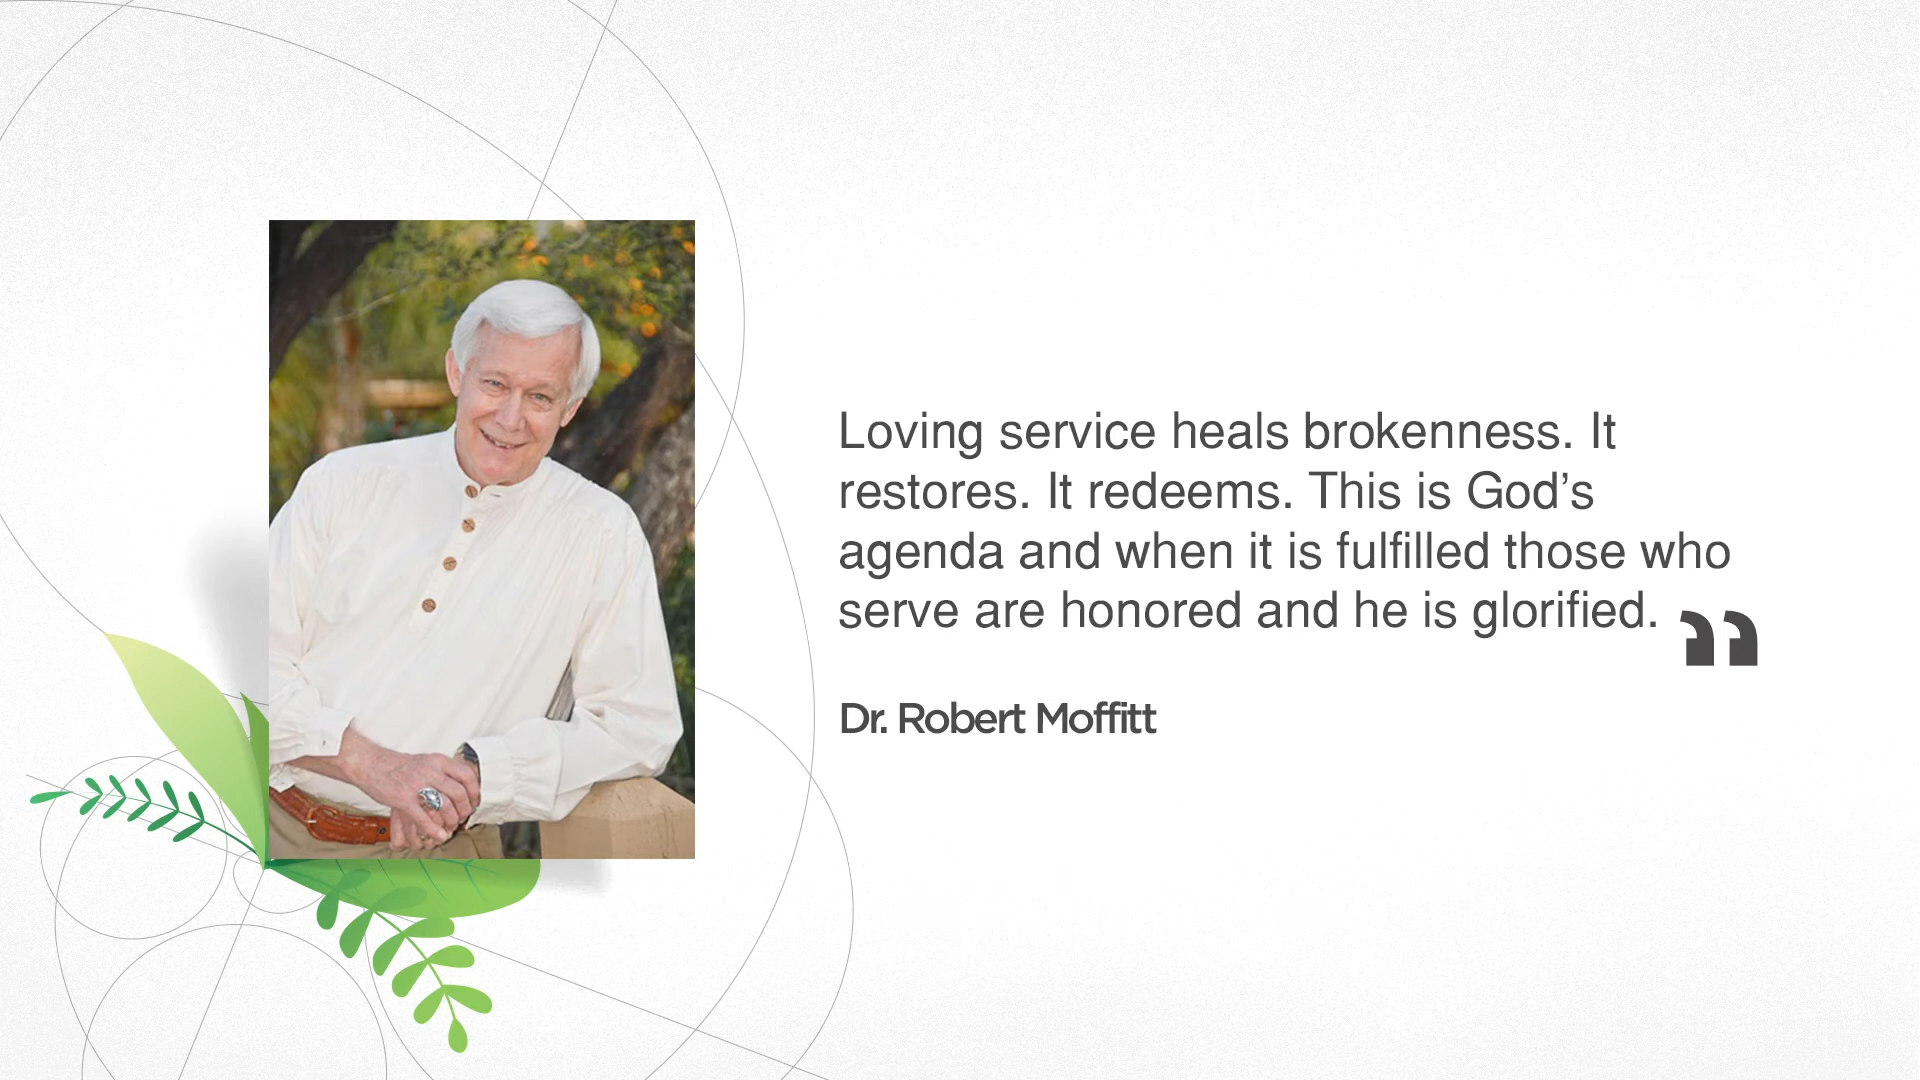 Loving service heals brokenness. It
restores. It redeems. This is God’s
agenda and when it is fulfilled those who
serve are honored and he is glorified. ”
Dr. Robert Moffitt